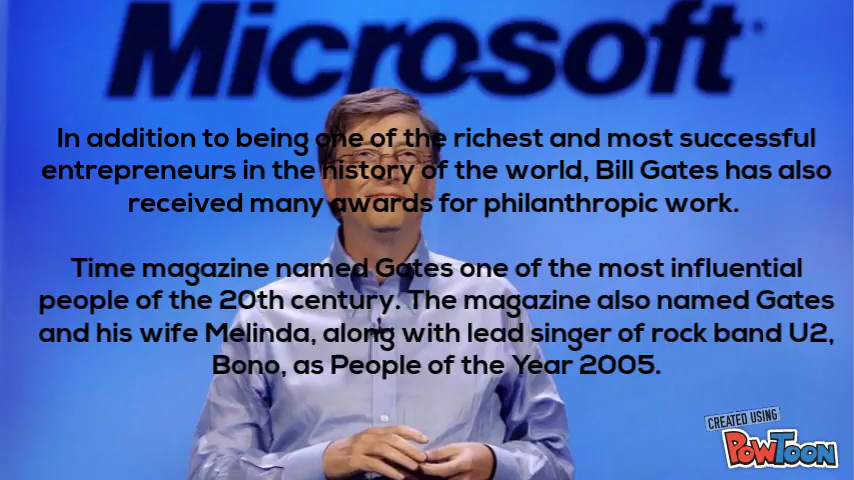 Microsoft
In addition to being one of the richest and most successful
entrepreneurs in the history of the world, Bill Gates has also
received many awards for philanthropic work.
Time magazine named Gates one of the most influential
people of the 20th century. The magazine also named Gates
and his wife Melinda, along with lead singer of rock band U2,
Bono, as People of the Year 2005.
CREATED USING
POWTOON